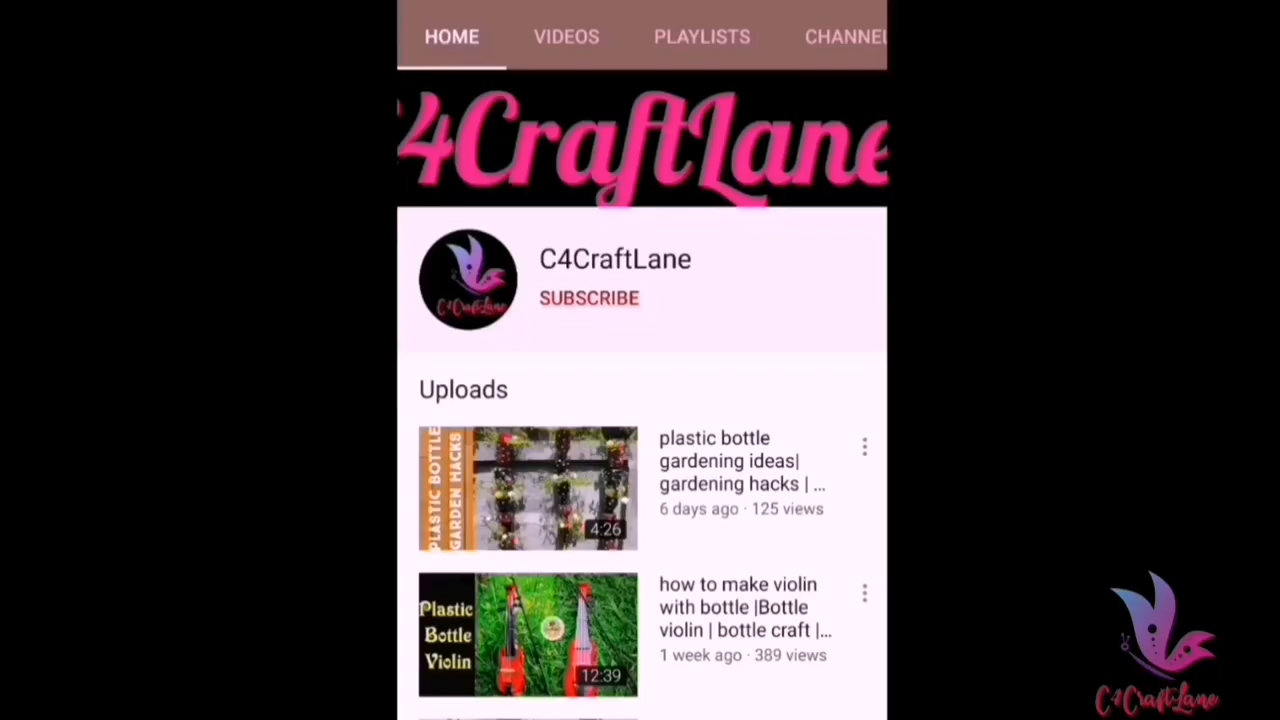 HOME VIDEOS PLAYLISTS CHANNEL
C4CraftLane
C4CraftLane
C4CraftLane
SUBSCRIBE
Uploads
PLASTIC BOTTLE
GARDEN HACKS
4:26
plastic bottle
gardening ideas|
gardening hacks | ...
6 days ago · 125 views
Plastic
Bottle
Violin
12:39
how to make violin
with bottle |Bottle
violin | bottle craft |...
1 week ago · 389 views
C4CraftLane